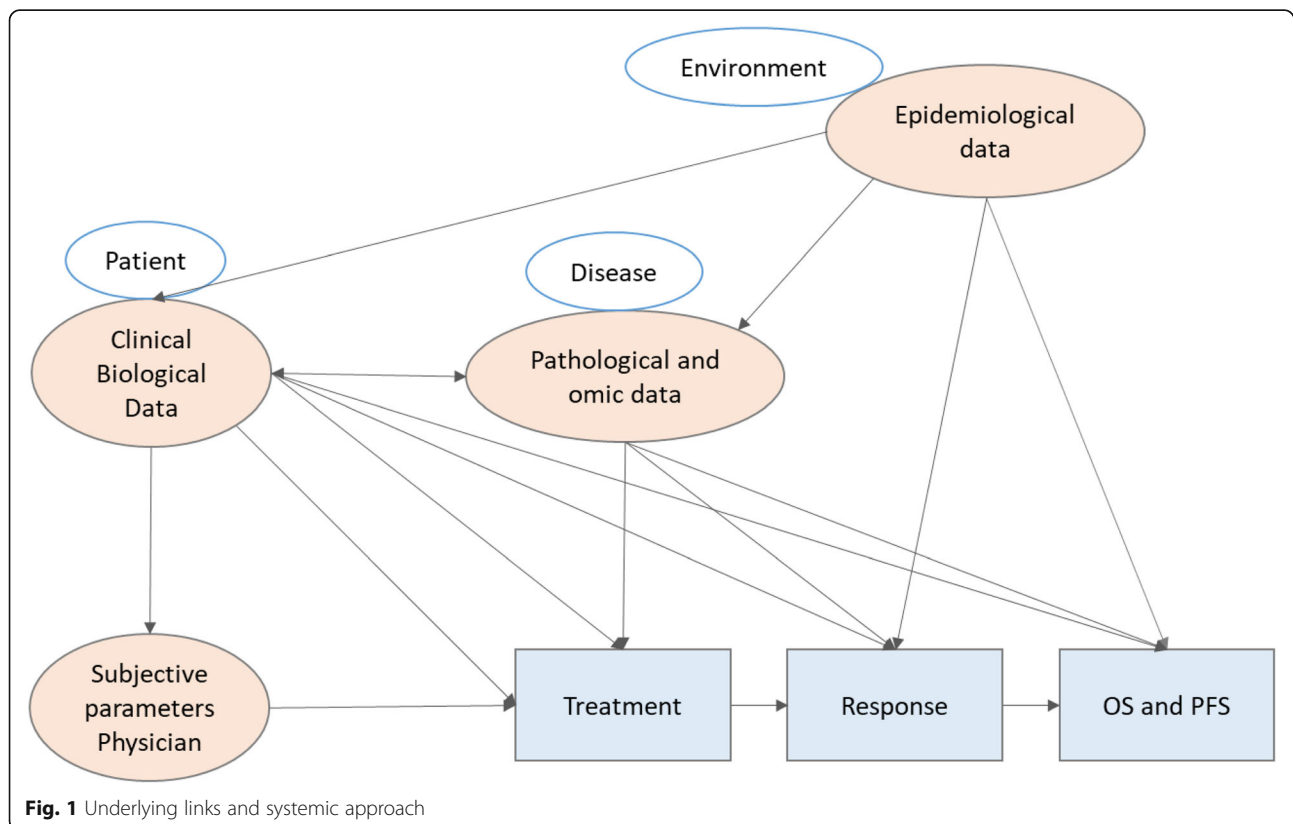 Environment
Epidemiological
data
Patient
Disease
Clinical
Biological
Data
Pathological and
omic data
Subjective
parameters
Physician
Treatment
Response
OS and PFS
Fig. 1 Underlying links and systemic approach